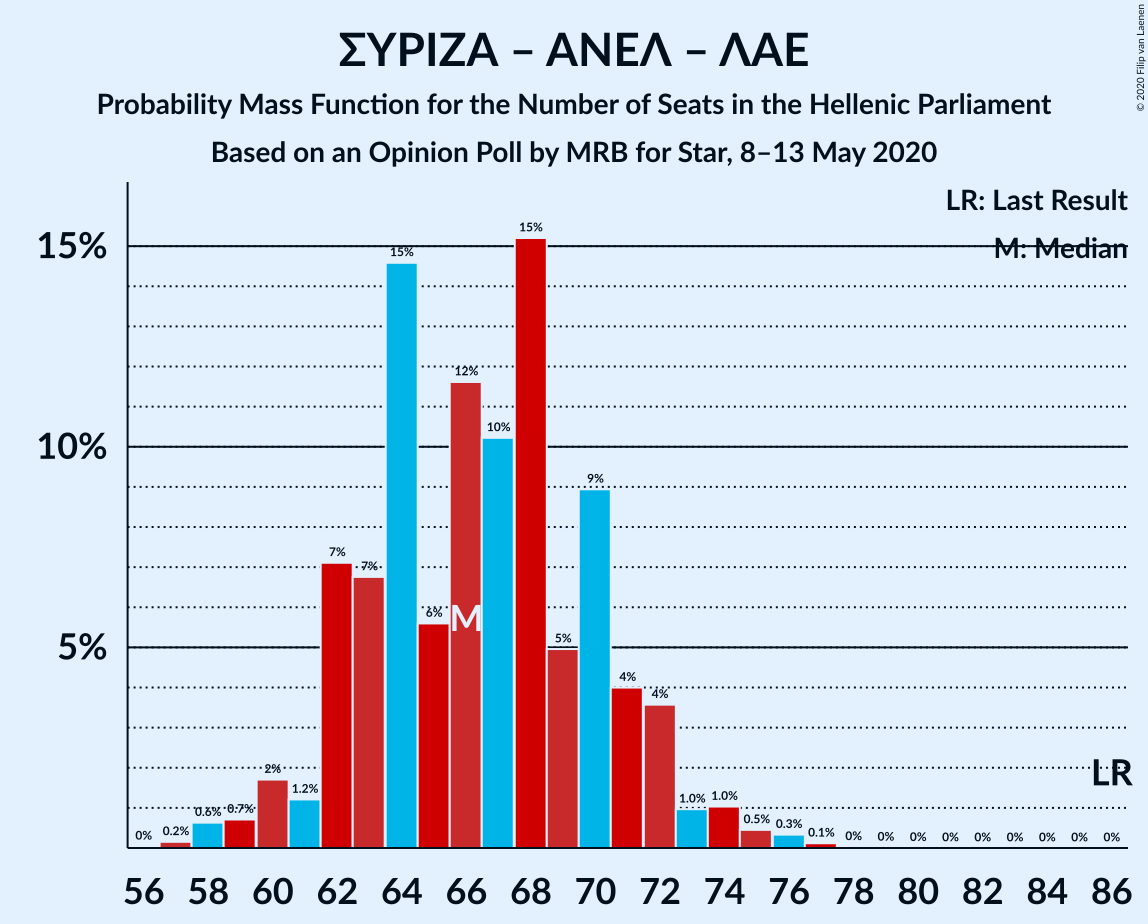 ΣΥΡΙΖΑ – ΑΝΕΛ – ΛΑΕ
Probability Mass Function for the Number of Seats in the Hellenic Parliament
Based on an Opinion Poll by MRB for Star, 8–13 May 2020
© 2020 Filip van Laenen
LR: Last Result
M: Median
15%
10%
5%
0% 0.2% 0.6% 0.7% 2% 1.2% 7% 7% 15% 6% 12% 10% 15% 5% 9% 4% 4% 1.0% 1.0% 0.5% 0.3% 0.1% 0% 0% 0% 0% 0% 0% 0% 0% 0%
M
LR
56 58 60 62 64 66 68 70 72 74 76 78 80 82 84 86